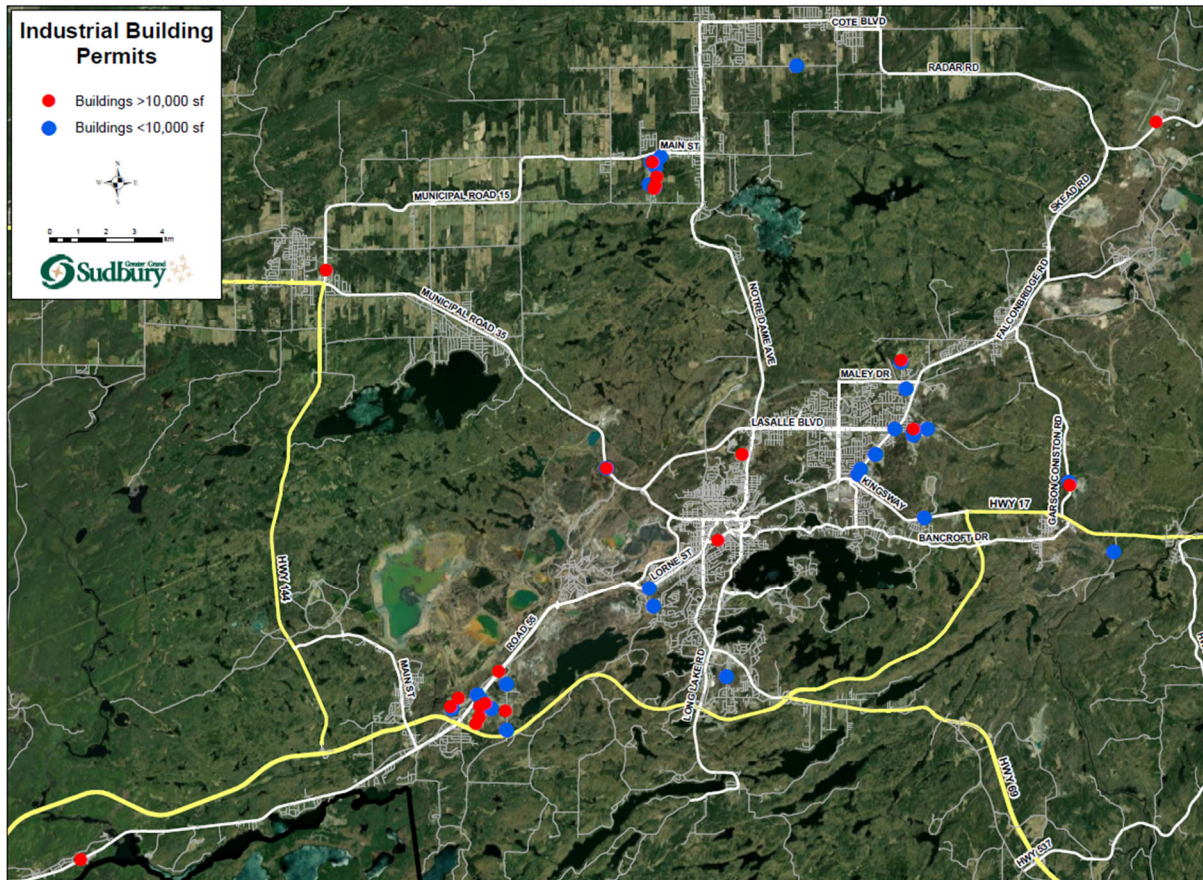 Industrial Building
Permits
Buildings >10,000 sf
Buildings <10,000 sf
N
W
E
S
0 1 2 3 4
km
Greater Grand
Sudbury
COTE BLVD
RADAR RD
MAIN ST
MUNICIPAL ROAD 15
SKEAD RD
MUNICIPAL ROAD 35
NOTRE DAME AVE
FALCONBRIDGE RD
MALEY DR
LASALLE BLVD
KINGSWAY
HWY 17
GARSON CONISTON RD
BANCROFT DR
HWY 144
LORNE ST
ROAD 55
MAIN ST
LONG LAKE RD
HWY 69
HWY 537